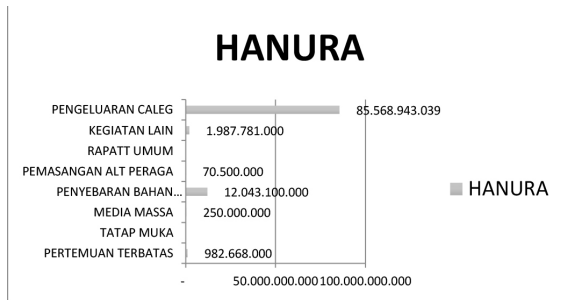 HANURA
PENGELUARAN CALEG 85.568.943.039
KEGIATAN LAIN 1.987.781.000
RAPATT UMUM
PEMASANGAN ALT PERAGA 70.500.000
PENYEBARAN BAHAN… 12.043.100.000
MEDIA MASSA 250.000.000
TATAP MUKA
PERTEMUAN TERBATAS 982.668.000
HANURA
- 50.000.000.000 100.000.000.000